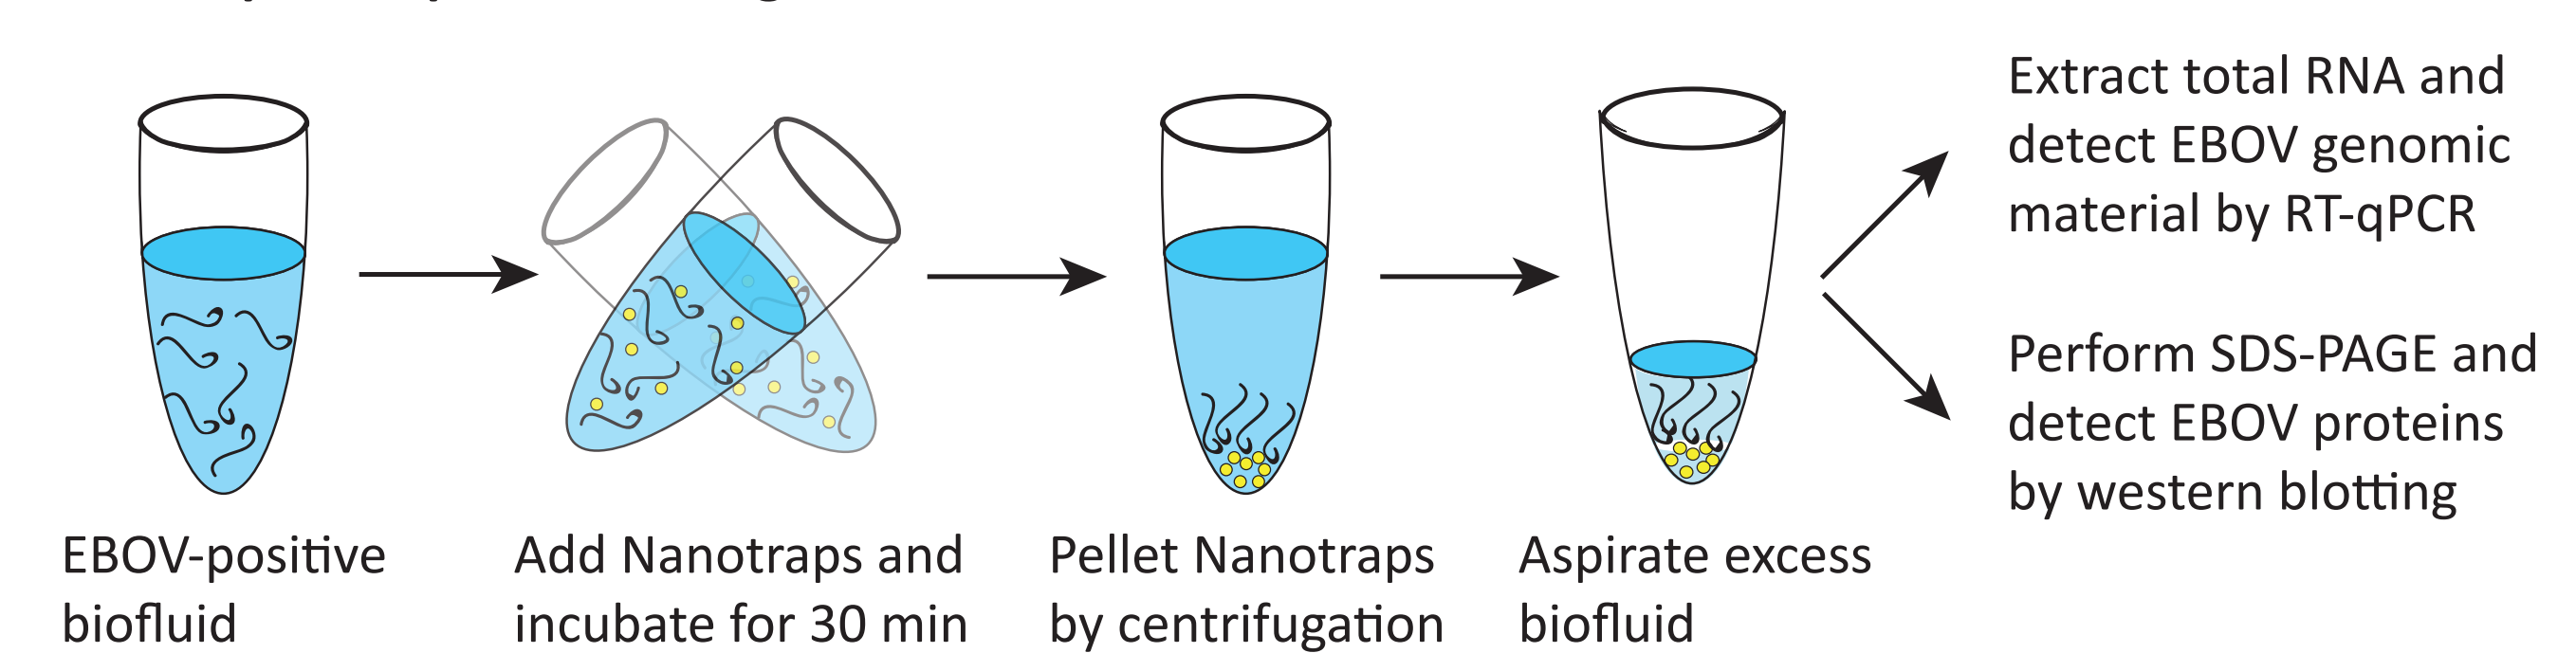 EBOV-positive
biofluid
Add Nanotraps and
incubate for 30 min
Pellet Nanotraps
by centrifugation
Aspirate excess
biofluid
Extract total RNA and
detect EBOV genomic
material by RT-qPCR
Perform SDS-PAGE and
detect EBOV proteins
by western blotting